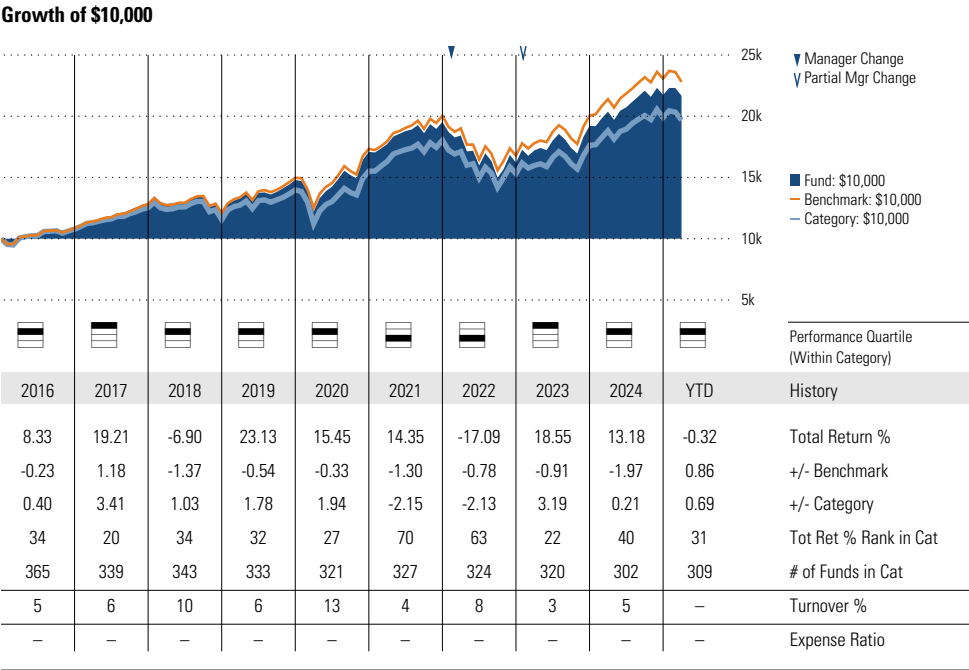 Growth of $10,000
25k
20k
15k
10k
5k
Manager Change
Partial Mgr Change
Fund: $10,000
Benchmark: $10,000
Category: $10,000
Performance Quartile
(Within Category)
2016 2017 2018 2019 2020 2021 2022 2023 2024 YTD History
8.33 19.21 -6.90 23.13 15.45 14.35 -17.09 18.55 13.18 -0.32 Total Return %
-0.23 1.18 -1.37 -0.54 -0.33 -1.30 -0.78 -0.91 -1.97 0.86 +/- Benchmark
0.40 3.41 1.03 1.78 1.94 -2.15 -2.13 3.19 0.21 0.69 +/- Category
34 20 34 32 27 70 63 22 40 31 Tot Ret % Rank in Cat
365 339 343 333 321 327 324 320 302 309 # of Funds in Cat
5 6 10 6 13 4 8 3 5 – Turnover %
– – – – – – – – – – Expense Ratio